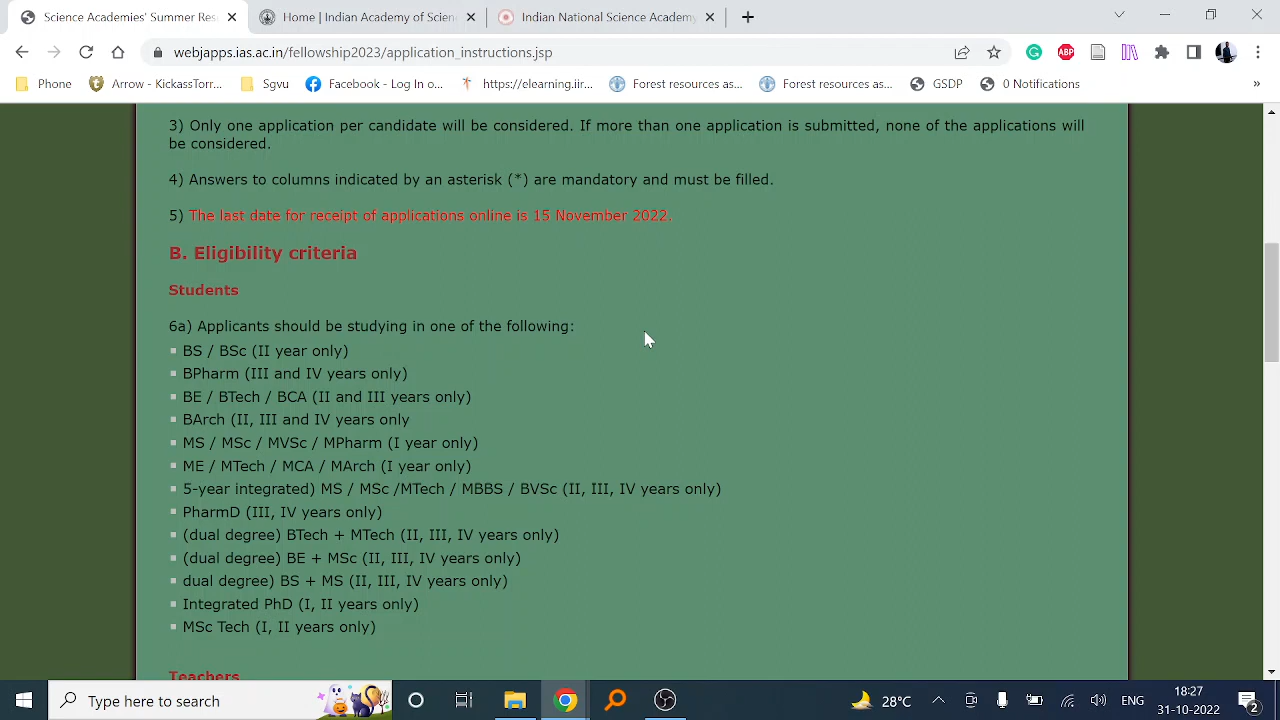 Science Academies' Summer Res
Home | Indian Academy of Scienc
Indian National Science Academy
webjapps.ias.ac.in/fellowship2023/application_instructions.jsp
Phone
Arrow - KickassTorr...
Sgvu
Facebook - Log In o...
https://elearning.iir...
Forest resources as...
Forest resources as...
GSDP
0 Notifications
»
3) Only one application per candidate will be considered. If more than one application is submitted, none of the applications will
be considered.
4) Answers to columns indicated by an asterisk (*) are mandatory and must be filled.
5) The last date for receipt of applications online is 15 November 2022.
B. Eligibility criteria
Students
6a) Applicants should be studying in one of the following:
BS / BSc (II year only)
BPharm (III and IV years only)
BE / BTech / BCA (II and III years only)
BArch (II, III and IV years only
MS / MSc / MVSc / MPharm (I year only)
ME / MTech / MCA / MArch (I year only)
5-year integrated) MS / MSc /MTech / MBBS / BVSc (II, III, IV years only)
PharmD (III, IV years only)
(dual degree) BTech + MTech (II, III, IV years only)
(dual degree) BE + MSc (II, III, IV years only)
dual degree) BS + MS (II, III, IV years only)
Integrated PhD (I, II years only)
MSc Tech (I, II years only)
Teachers
Type here to search
28°C
ENG
18:27
31-10-2022
2
ABP